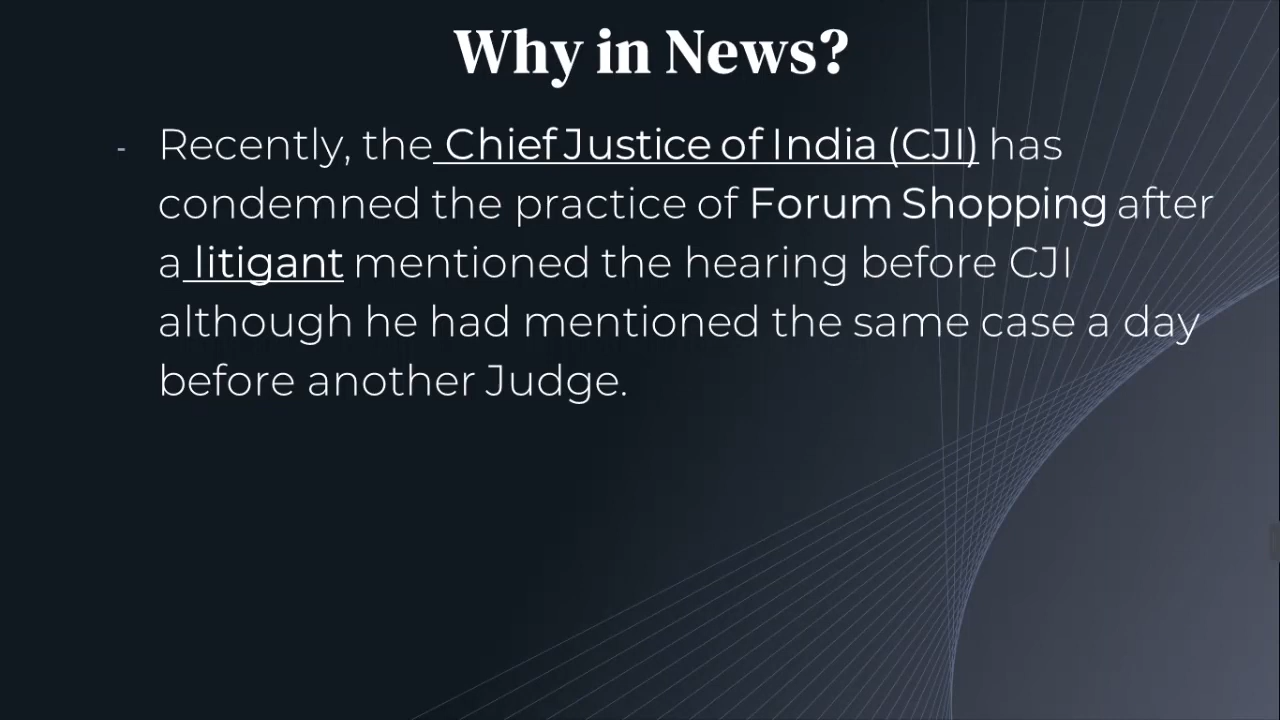 Why in News?
- Recently, the Chief Justice of India (CJI) has
condemned the practice of Forum Shopping after
a litigant mentioned the hearing before CJI
although he had mentioned the same case a day
before another Judge.